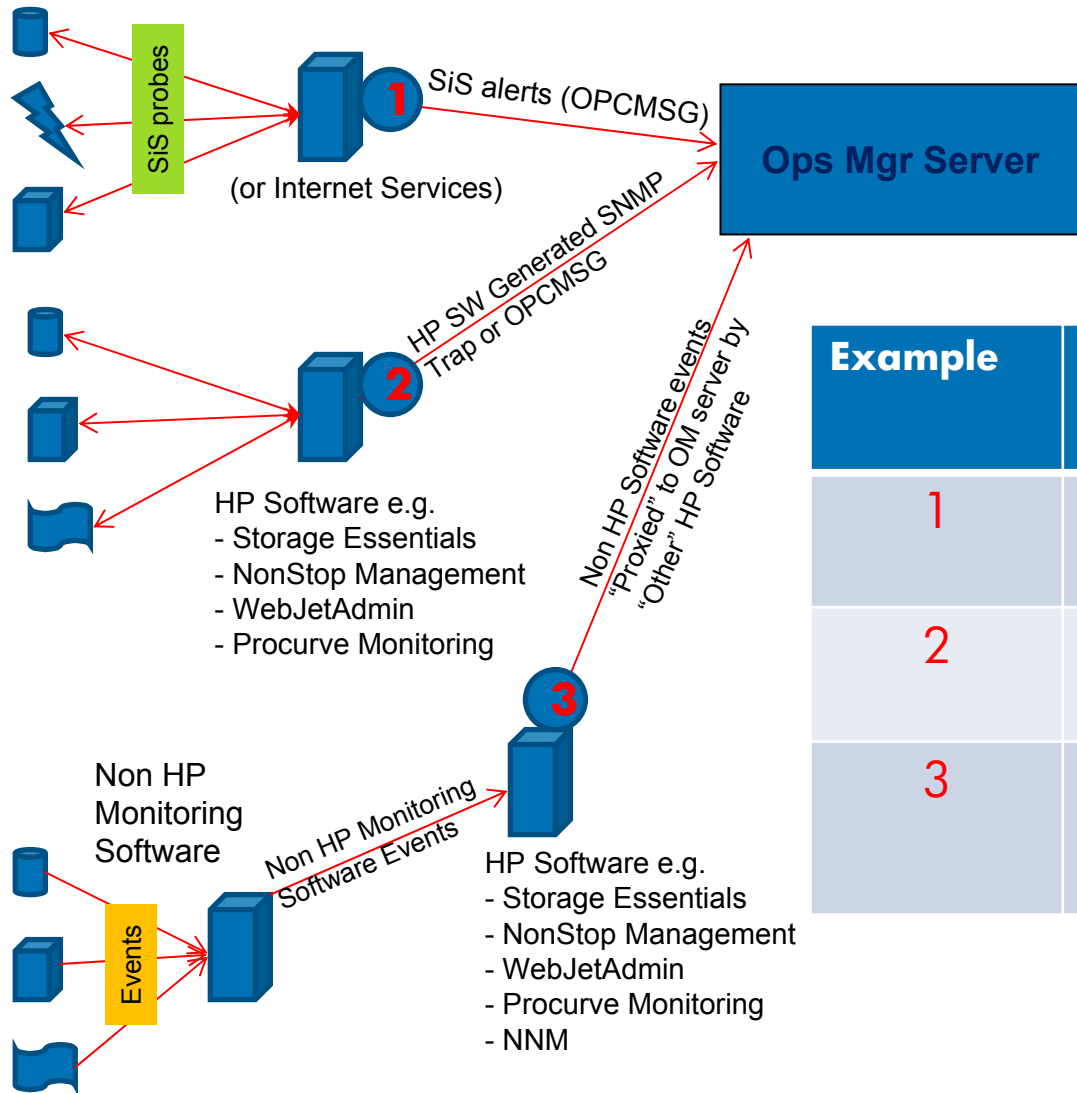 SiS probes
1
SiS alerts (OPCMSG)
Ops Mgr Server
(or Internet Services)
2
HP SW Generated SNMP
Trap or OPCMSG
HP Software e.g.
- Storage Essentials
- NonStop Management
- WebJetAdmin
- Procurve Monitoring
Non HP Software events
“Proxied” to OM server by
“Other” HP Software
Example
1
2
3
3
Non HP
Monitoring
Software
Events
Non HP Monitoring
Software Events
HP Software e.g.
- Storage Essentials
- NonStop Management
- WebJetAdmin
- Procurve Monitoring
- NNM